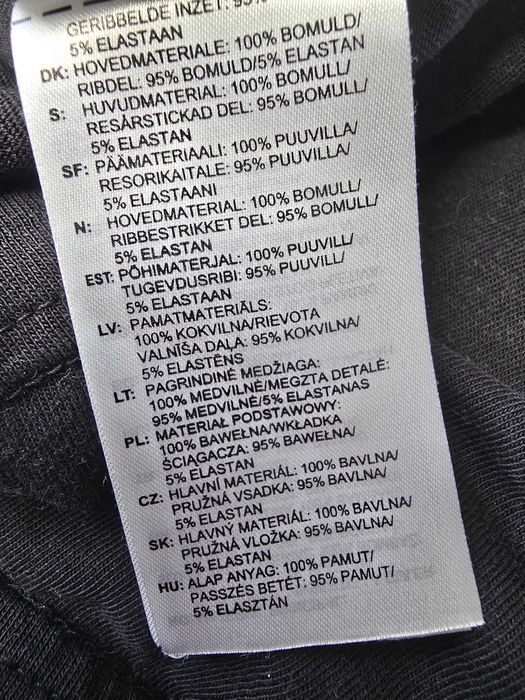 GERIBBELDE INZET: 95%
5% ELASTAAN
DK: HOVEDMATERIALE: 100% BOMULD/
RIBDEL: 95% BOMULD/5% ELASTAN
S: HUVUDMATERIAL: 100% BOMULL/
RESÅRSTICKAD DEL: 95% BOMULL/
5% ELASTAN
SF: PÄÄMATERIAALI: 100% PUUVILLA/
RESORIKAITALE: 95% PUUVILLA/
5% ELASTAANI
N: HOVEDMATERIAL: 100% BOMULL/
RIBBESTRIKKET DEL: 95% BOMULL/
5% ELASTAN
EST: PÕHIMATERJAL: 100% PUUVILL/
TUGEVDUSRIBI: 95% PUUVILL/
5% ELASTAAN
LV: PAMATMATERIĀLS:
100% KOKVILNA/RIEVOTA
VALNĪŠA DAĻA: 95% KOKVILNA/
5% ELASTĒNS
LT: PAGRINDINĖ MEDŽIAGA:
100% MEDVILNĖ/MEGZTA DETALĖ:
95% MEDVILNĖ/5% ELASTANAS
PL: MATERIAŁ PODSTAWOWY:
100% BAWEŁNA/WKŁADKA
ŚCIĄGACZA: 95% BAWEŁNA/
5% ELASTAN
CZ: HLAVNÍ MATERIÁL: 100% BAVLNA/
PRUŽNÁ VSADKA: 95% BAVLNA/
5% ELASTAN
SK: HLAVNÝ MATERIÁL: 100% BAVLNA/
PRUŽNÁ VLOŽKA: 95% BAVLNA/
5% ELASTAN
HU: ALAP ANYAG: 100% PAMUT/
PASSZÉS BETÉT: 95% PAMUT/
5% ELASZTÁN